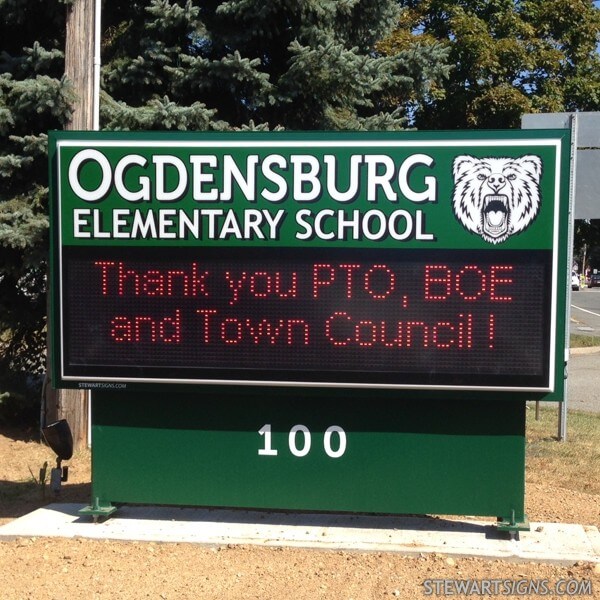 OGDENSBURG
ELEMENTARY SCHOOL
Thank you PTO, BOE
and Town Council!
STEWARTSIGNS.COM
100
STEWARTSIGNS.COM